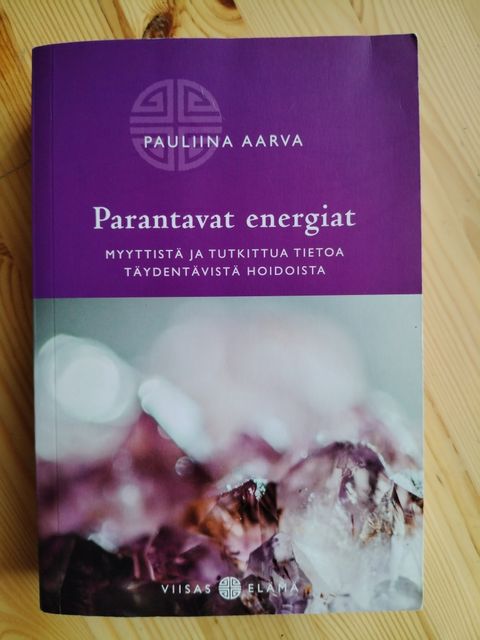 PAULIINA AARVA
Parantavat energiat
MYYTTISTÄ JA TUTKITTUA TIETOA
TÄYDENTÄVISTÄ HOIDOISTA
VIISAS ELÄMÄ